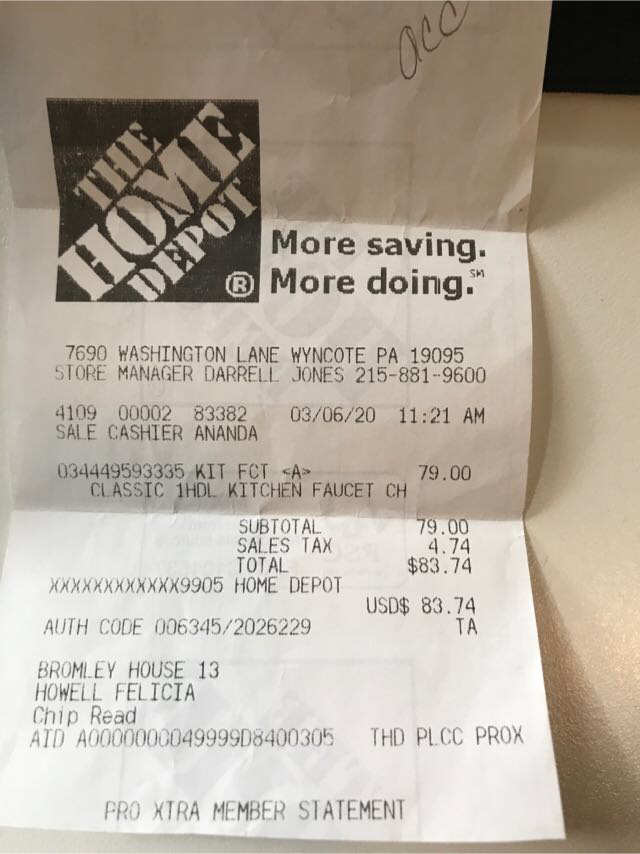 acc
THE
HOME
DEPOT
®
More saving.
More doing.℠
7690 WASHINGTON LANE WYNCOTE PA 19095
STORE MANAGER DARRELL JONES 215-881-9600
4109 00002 83382 03/06/20 11:21 AM
SALE CASHIER ANANDA
034449593335 KIT FCT <A> 79.00
CLASSIC 1HDL KITCHEN FAUCET CH
SUBTOTAL 79.00
SALES TAX 4.74
TOTAL $83.74
XXXXXXXXXXXX9905 HOME DEPOT
USD$ 83.74
AUTH CODE 006345/2026229 TA
BROMLEY HOUSE 13
HOWELL FELICIA
Chip Read
AID A0000000049999D8400305 THD PLCC PROX
PRO XTRA MEMBER STATEMENT